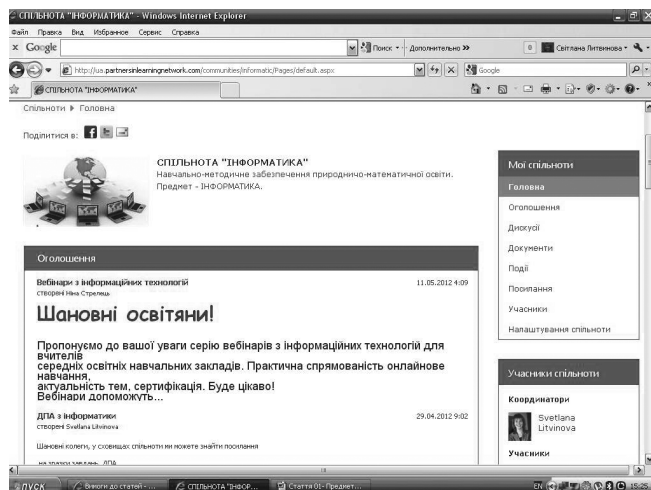 СПІЛЬНОТА "ІНФОРМАТИКА" - Windows Internet Explorer
Файл Правка Вид Избранное Сервис Справка
x Google Поиск Дополнительно » 0 Світлана Литвинова
http://ua.partnersinlearningnetwork.com/communities/informatic/Pages/default.aspx Google
СПІЛЬНОТА "ІНФОРМАТИКА"
Спільноти Головна
Поділитися в:
СПІЛЬНОТА "ІНФОРМАТИКА"
Навчально-методичне забезпечення природничо-математичної освіти.
Предмет - ІНФОРМАТИКА.
Оголошення
Вебінари з інформаційних технологій 11.05.2012 4:09
створені Ніна Стрелець
Шановні освітяни!
Пропонуємо до вашої уваги серію вебінарів з інформаційних технологій для
вчителів
середніх освітніх навчальних закладів. Практична спрямованість онлайнове
навчання,
актуальність тем, сертифікація. Буде цікаво!
Вебінари допоможуть...
ДПА з інформатики 29.04.2012 9:02
створені Svetlana Litvinova
Шановні колеги, у сховищах спільноти ви можете знайти посилання
на зразки завдань ДПА
Мої спільноти
Головна
Оголошення
Дискусії
Документи
Події
Посилання
Учасники
Налаштування спільноти
Учасники спільноти
Координатори
Svetlana
Litvinova
Учасники
ПУСК Вимоги до статей - ... СПІЛЬНОТА "ІНФОР... Стаття 01- Предмет... EN 15:25